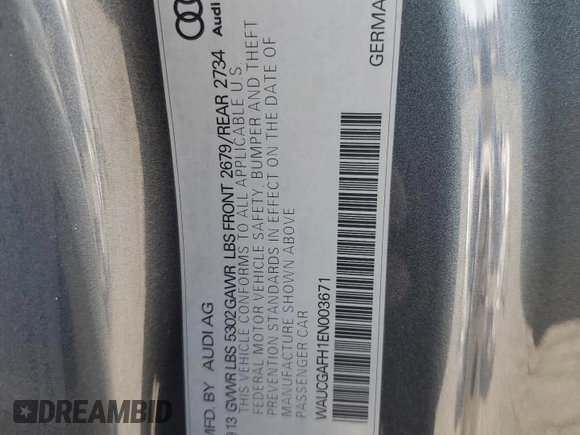 MFD. BY AUDI AG
913 GVWR LBS 5302 GAWR LBS FRONT 2679/REAR 2734
THIS VEHICLE CONFORMS TO ALL APPLICABLE U S
FEDERAL MOTOR VEHICLE SAFETY, BUMPER AND THEFT
PREVENTION STANDARDS IN EFFECT ON THE DATE OF
MANUFACTURE SHOWN ABOVE
PASSENGER CAR
WAUCGAFH1EN003671
Audi
GERMA
DREAMBID